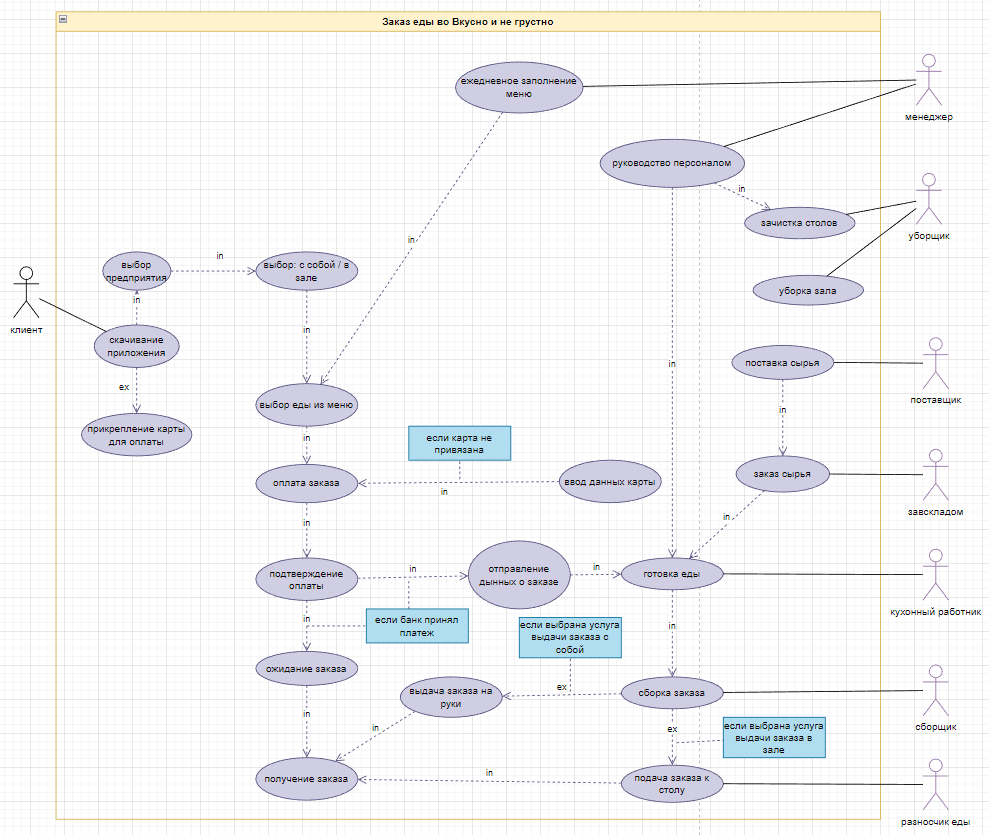 Заказ еды во Вкусно и не грустно
ежедневное заполнение
меню
менеджер
руководство персоналом
in
зачистка столов
уборщик
in
in
выбор
предприятия
выбор: с собой / в
зале
уборка зала
in
клиент
скачивание
приложения
in
in
поставка сырья
ex
поставщик
выбор еды из меню
in
прикрепление карты
для оплаты
in
если карта не
привязана
оплата заказа
in
ввод данных карты
заказ сырья
завскладом
in
in
подтверждение
оплаты
in
отправление
дынных о заказе
in
готовка еды
кухонный работник
in
если банк принял
платеж
если выбрана услуга
выдачи заказа с
собой
in
ожидание заказа
выдача заказа на
руки
ex
сборка заказа
сборщик
in
in
ex
если выбрана услуга
выдачи заказа в
зале
получение заказа
in
подача заказа к
столу
разносчик еды